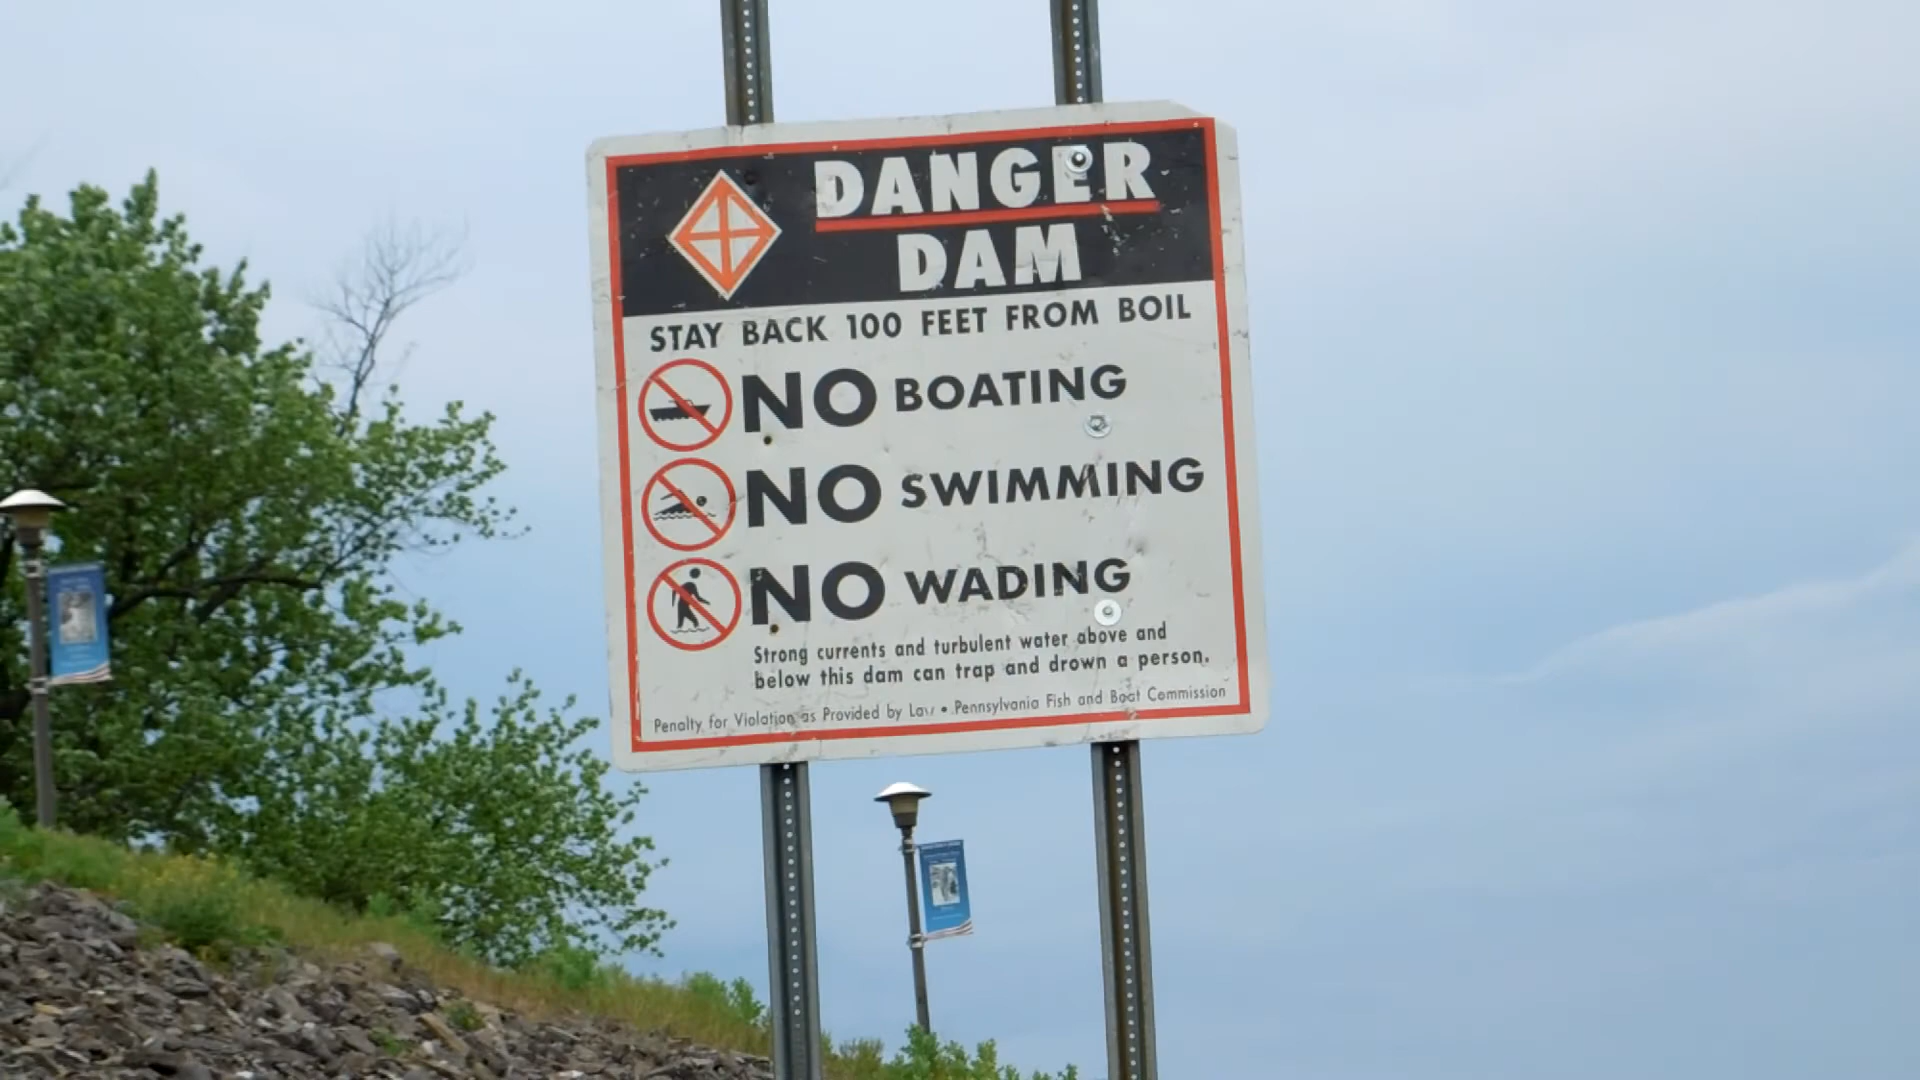 DANGER
DAM
STAY BACK 100 FEET FROM BOIL
NO BOATING
NO SWIMMING
NO WADING
Strong currents and turbulent water above and
below this dam can trap and drown a person.
Penalty for Violation as Provided by Law • Pennsylvania Fish and Boat Commission